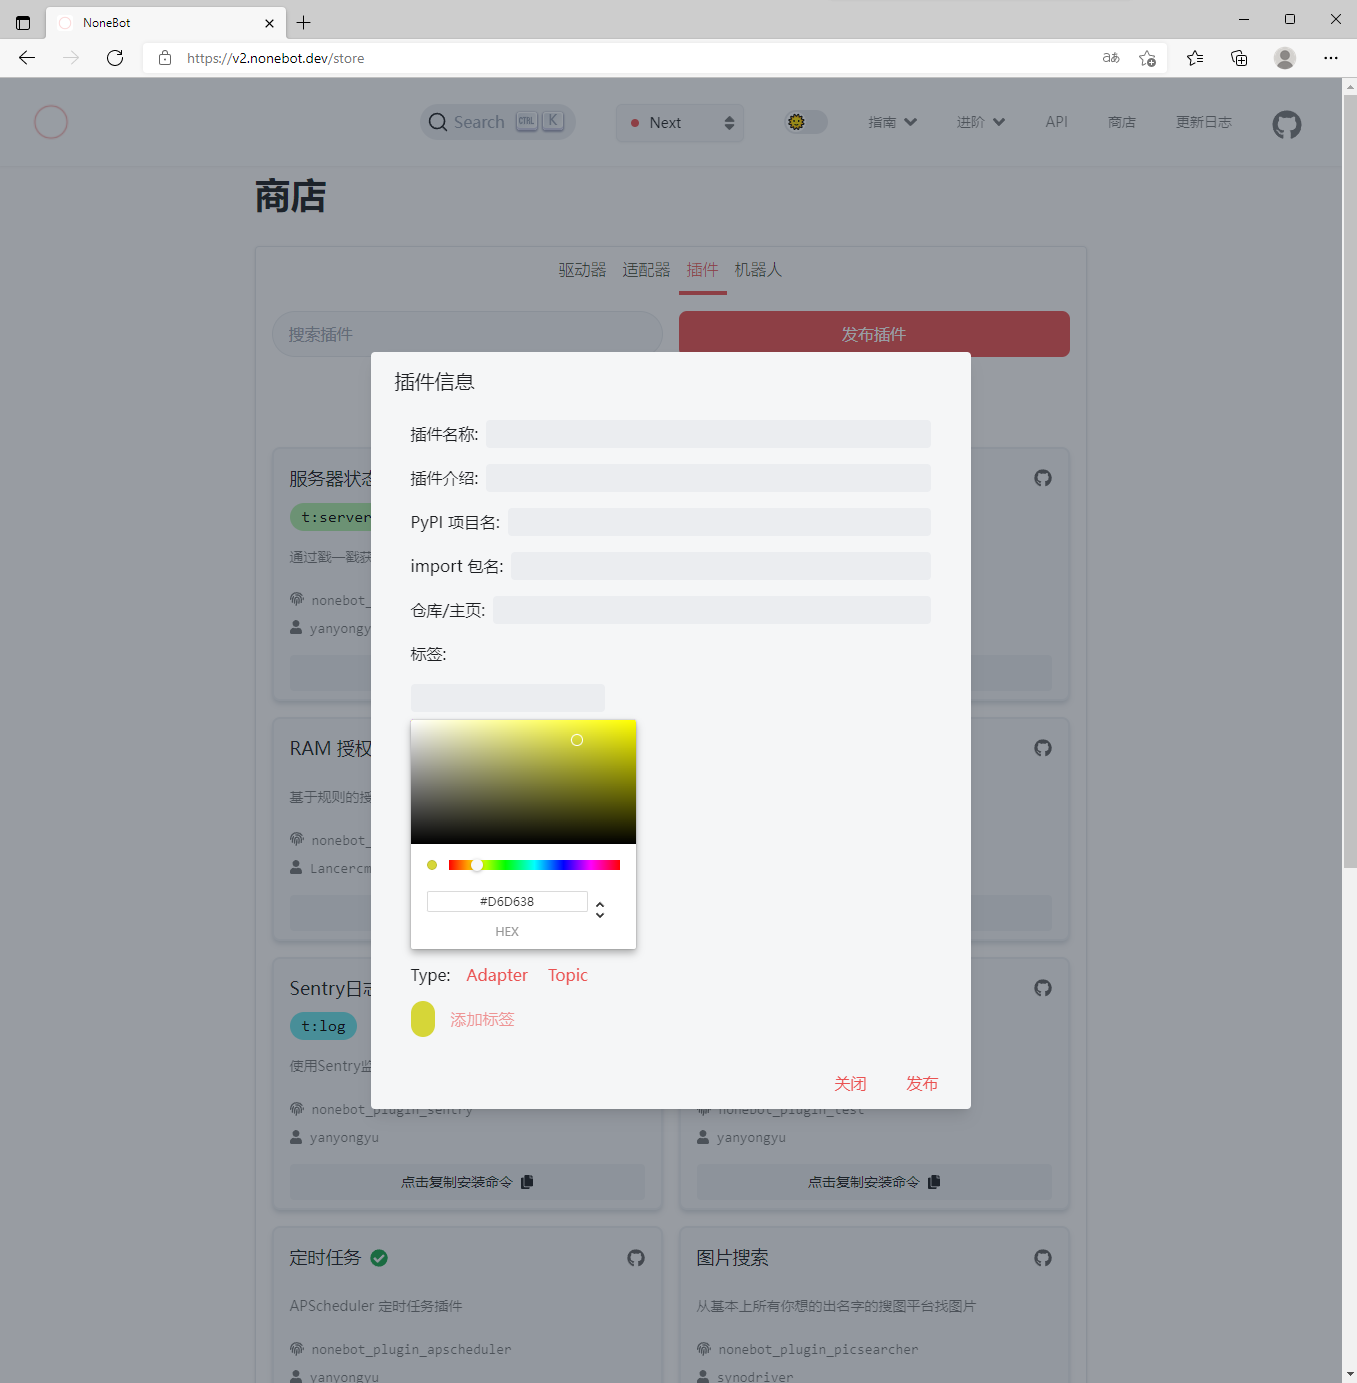 NoneBot
https://v2.nonebot.dev/store
Search CTRL K
Next
指南
进阶
API
商店
更新日志
商店
驱动器 适配器 插件 机器人
搜索插件
发布插件
插件信息
插件名称:
插件介绍:
PyPI 项目名:
import 包名:
仓库/主页:
标签:
#D6D638
HEX
Type: Adapter Topic
添加标签
关闭 发布
服务器状态
t:server
通过戳一戳获
nonebot_
yanyongy
RAM 授权
基于规则的授
nonebot_
Lancercm
Sentry日志
t:log
使用Sentry监
nonebot_plugin_sentry
yanyongyu
点击复制安装命令
nonebot_plugin_test
yanyongyu
点击复制安装命令
定时任务
APScheduler 定时任务插件
nonebot_plugin_apscheduler
yanyongyu
图片搜索
从基本上所有你想的出名字的搜图平台找图片
nonebot_plugin_picsearcher
synodriver